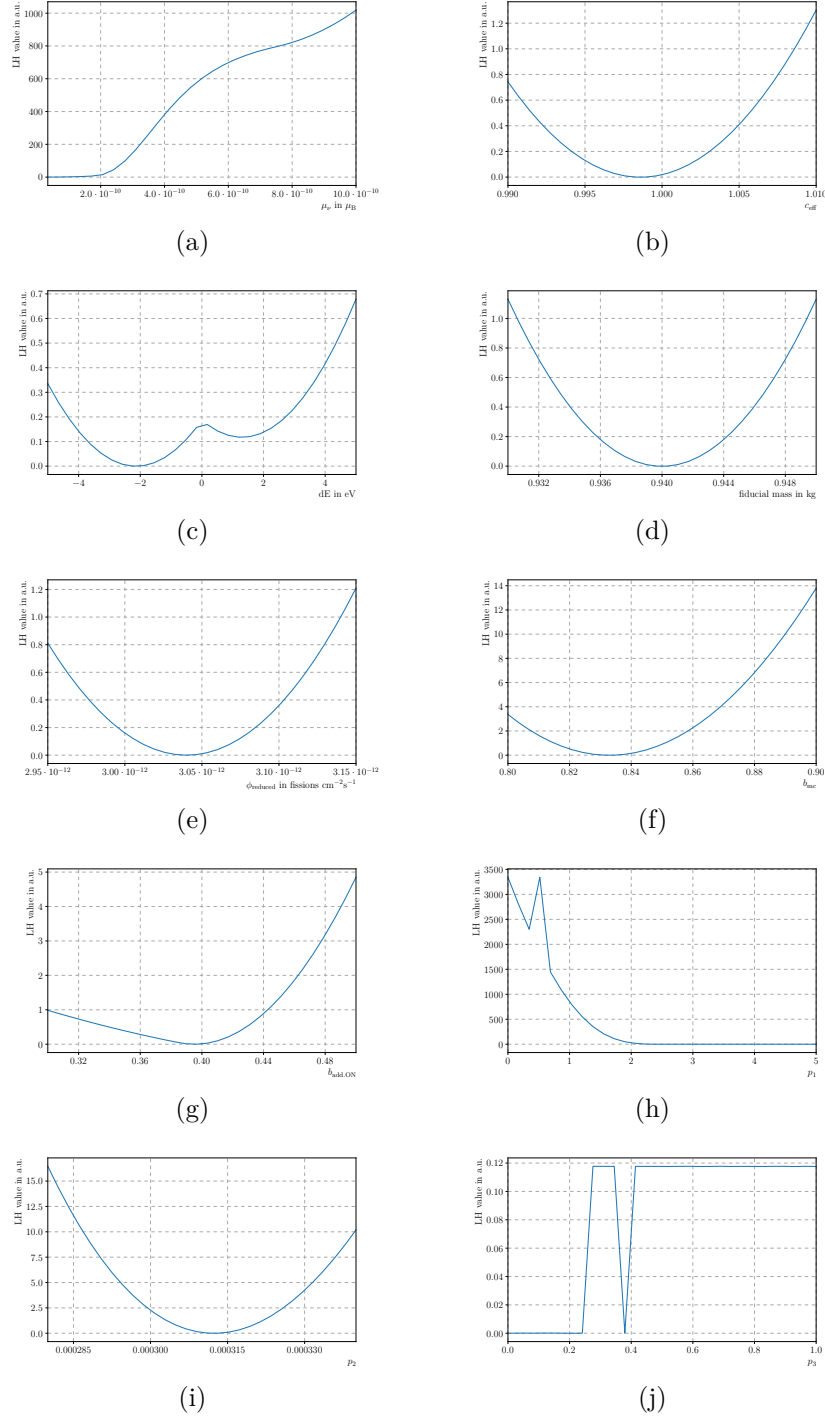 LH value in a.u.
1000
800
600
400
200
0
2.0 · 10⁻¹⁰ 4.0 · 10⁻¹⁰ 6.0 · 10⁻¹⁰ 8.0 · 10⁻¹⁰ 10.0 · 10⁻¹⁰
μᵥ in μ_B
(a)
LH value in a.u.
1.2
1.0
0.8
0.6
0.4
0.2
0.0
0.990 0.995 1.000 1.005 1.010
c_eff
(b)
LH value in a.u.
0.7
0.6
0.5
0.4
0.3
0.2
0.1
0.0
−4 −2 0 2 4
dE in eV
(c)
LH value in a.u.
1.0
0.8
0.6
0.4
0.2
0.0
0.932 0.936 0.940 0.944 0.948
fiducial mass in kg
(d)
LH value in a.u.
1.2
1.0
0.8
0.6
0.4
0.2
0.0
2.95 · 10⁻¹² 3.00 · 10⁻¹² 3.05 · 10⁻¹² 3.10 · 10⁻¹² 3.15 · 10⁻¹²
ϕ_reduced in fissions cm⁻²s⁻¹
(e)
LH value in a.u.
14
12
10
8
6
4
2
0
0.80 0.82 0.84 0.86 0.88 0.90
b_mc
(f)
LH value in a.u.
5
4
3
2
1
0
0.32 0.36 0.40 0.44 0.48
b_add.ON
(g)
LH value in a.u.
3500
3000
2500
2000
1500
1000
500
0
0 1 2 3 4 5
p₁
(h)
LH value in a.u.
15.0
12.5
10.0
7.5
5.0
2.5
0.0
0.000285 0.000300 0.000315 0.000330
p₂
(i)
LH value in a.u.
0.12
0.10
0.08
0.06
0.04
0.02
0.00
0.0 0.2 0.4 0.6 0.8 1.0
p₃
(j)